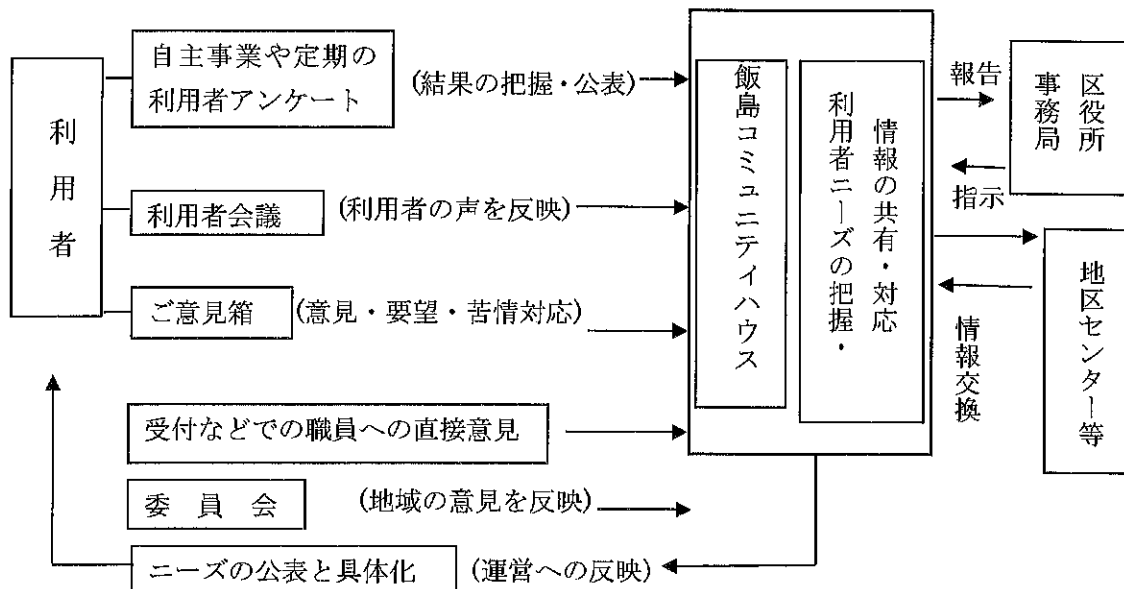 利用者
自主事業や定期の
利用者アンケート
(結果の把握・公表)
利用者会議
(利用者の声を反映)
ご意見箱
(意見・要望・苦情対応)
受付などでの職員への直接意見
委員会
(地域の意見を反映)
ニーズの公表と具体化
(運営への反映)
飯島コミュニティハウス
利用者ニーズの把握・
情報の共有・対応
報告
指示
区役所
事務局
情報交換
地区センター等